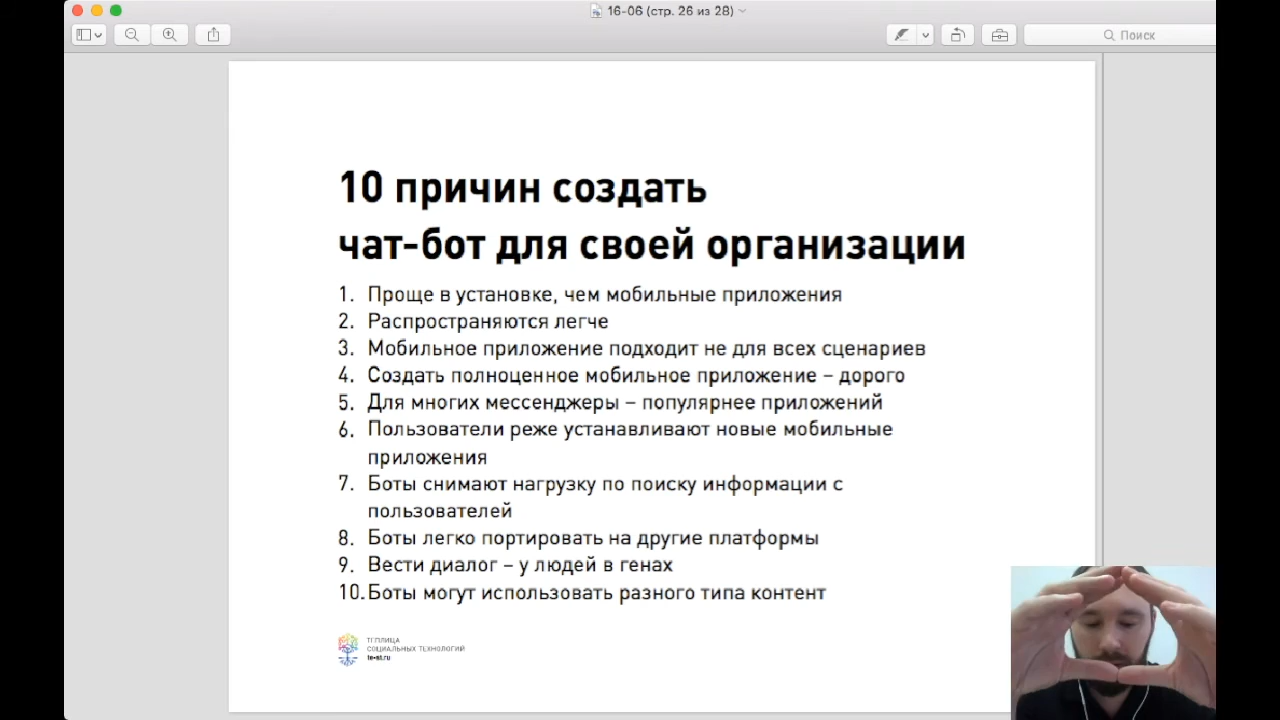 16-06 (стр. 26 из 28)
Поиск
10 причин создать
чат-бот для своей организации
1. Проще в установке, чем мобильные приложения
2. Распространяются легче
3. Мобильное приложение подходит не для всех сценариев
4. Создать полноценное мобильное приложение – дорого
5. Для многих мессенджеры – популярнее приложений
6. Пользователи реже устанавливают новые мобильные
приложения
7. Боты снимают нагрузку по поиску информации с
пользователей
8. Боты легко портировать на другие платформы
9. Вести диалог – у людей в генах
10. Боты могут использовать разного типа контент
ТЕПЛИЦА
СОЦИАЛЬНЫХ ТЕХНОЛОГИЙ
te-st.ru